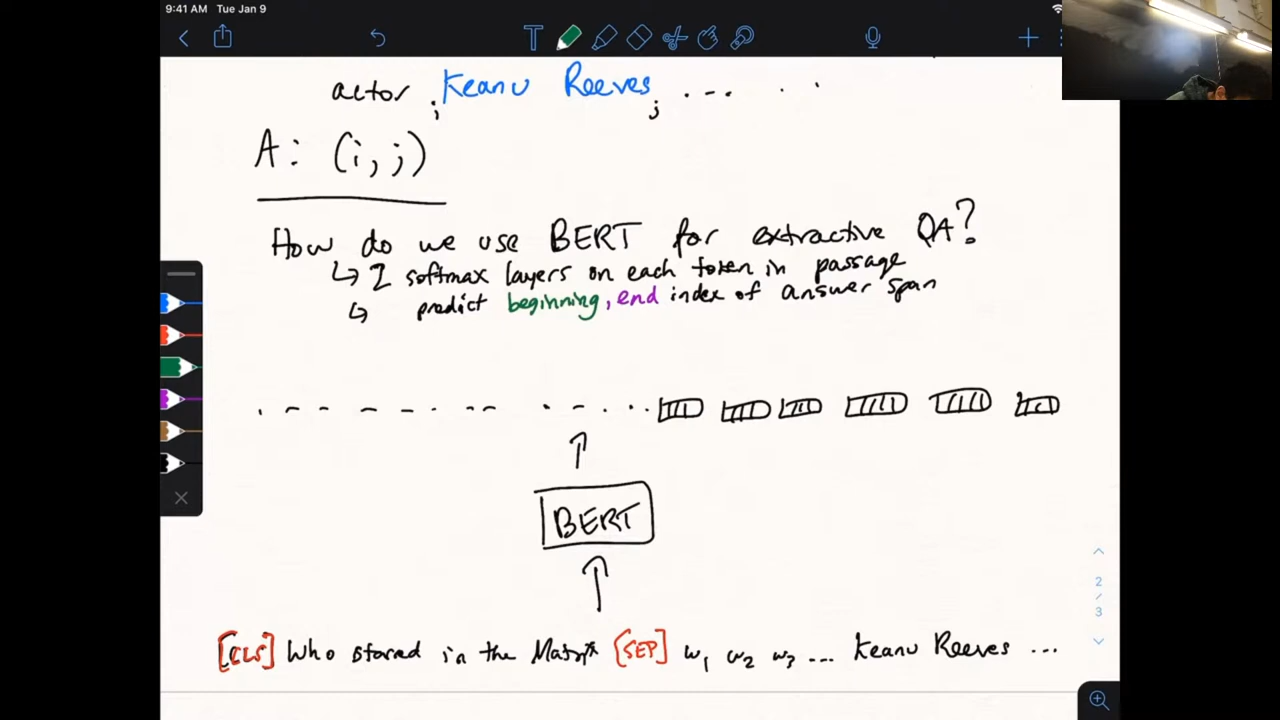 9:41 AM Tue Jan 9
actor, Keanu Reeves, ... . .
A: (i, j)
How do we use BERT for extractive QA?
↳ 2 softmax layers on each token in passage
↳ predict beginning, end index of answer span
BERT
[CLS] Who starred in the Matrix [SEP] w1 w2 w3 ... Keanu Reeves ...
2
/
3